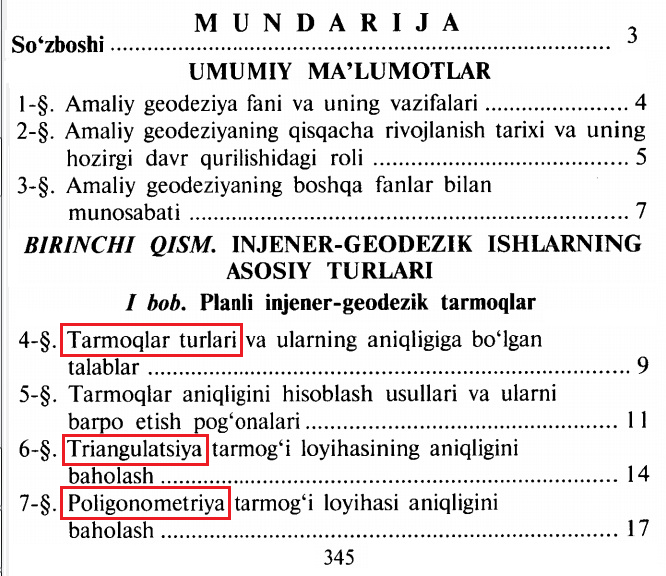 MUNDARIJA
So‘zboshi ........................................................................... 3
UMUMIY MA’LUMOTLAR
1-§. Amaliy geodeziya fani va uning vazifalari ...................... 4
2-§. Amaliy geodeziyaning qisqacha rivojlanish tarixi va uning
hozirgi davr qurilishidagi roli ........................................ 5
3-§. Amaliy geodeziyaning boshqa fanlar bilan
munosabati .................................................................. 7
BIRINCHI QISM. INJENER-GEODEZIK ISHLARNING
ASOSIY TURLARI
I bob. Planli injener-geodezik tarmoqlar
4-§. Tarmoqlar turlari va ularning aniqligiga bo‘lgan
talablar ........................................................................ 9
5-§. Tarmoqlar aniqligini hisoblash usullari va ularni
barpo etish pog‘onalari ................................................ 11
6-§. Triangulatsiya tarmog‘i loyihasining aniqligini
baholash ...................................................................... 14
7-§. Poligonometriya tarmog‘i loyihasi aniqligini
baholash ...................................................................... 17
345